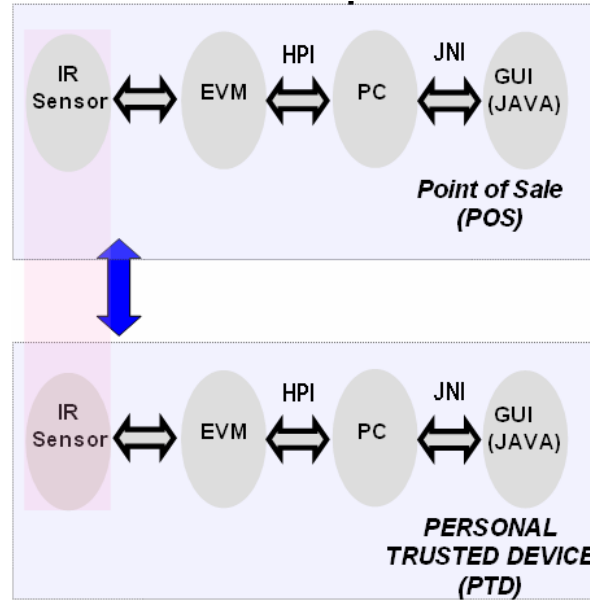 IR
Sensor
EVM
HPI
PC
JNI
GUI
(JAVA)
Point of Sale
(POS)
IR
Sensor
EVM
HPI
PC
JNI
GUI
(JAVA)
PERSONAL
TRUSTED DEVICE
(PTD)